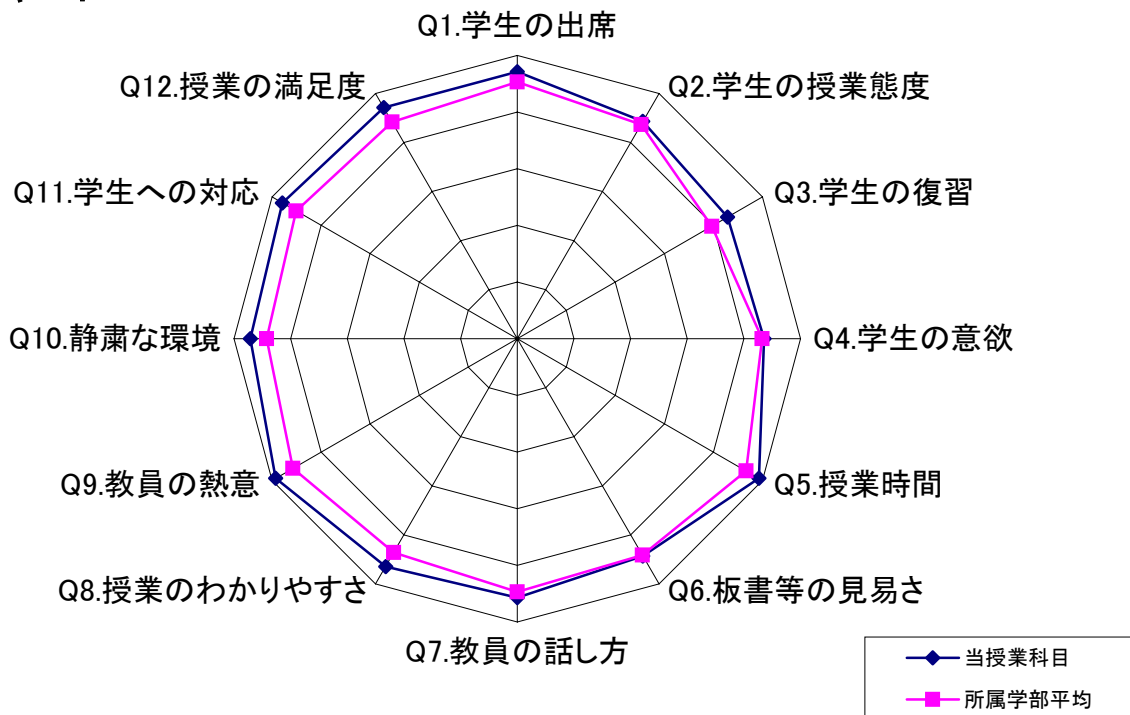 Q1.学生の出席
Q2.学生の授業態度
Q3.学生の復習
Q4.学生の意欲
Q5.授業時間
Q6.板書等の見易さ
Q7.教員の話し方
Q8.授業のわかりやすさ
Q9.教員の熱意
Q10.静粛な環境
Q11.学生への対応
Q12.授業の満足度
当授業科目
所属学部平均